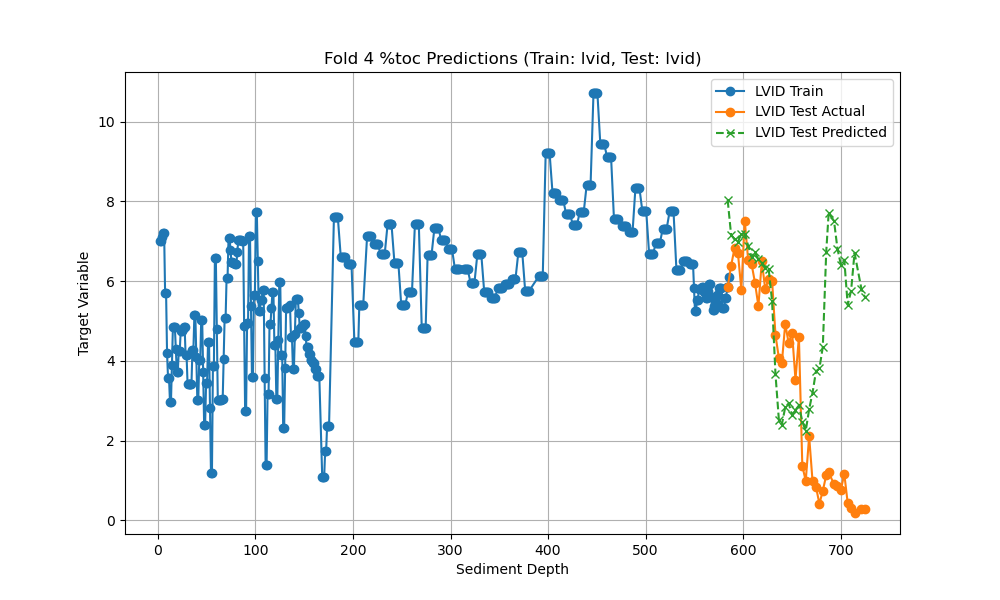 Fold 4 %toc Predictions (Train: lvid, Test: lvid)
LVID Train
LVID Test Actual
LVID Test Predicted
Target Variable
10
8
6
4
2
0
0 100 200 300 400 500 600 700
Sediment Depth